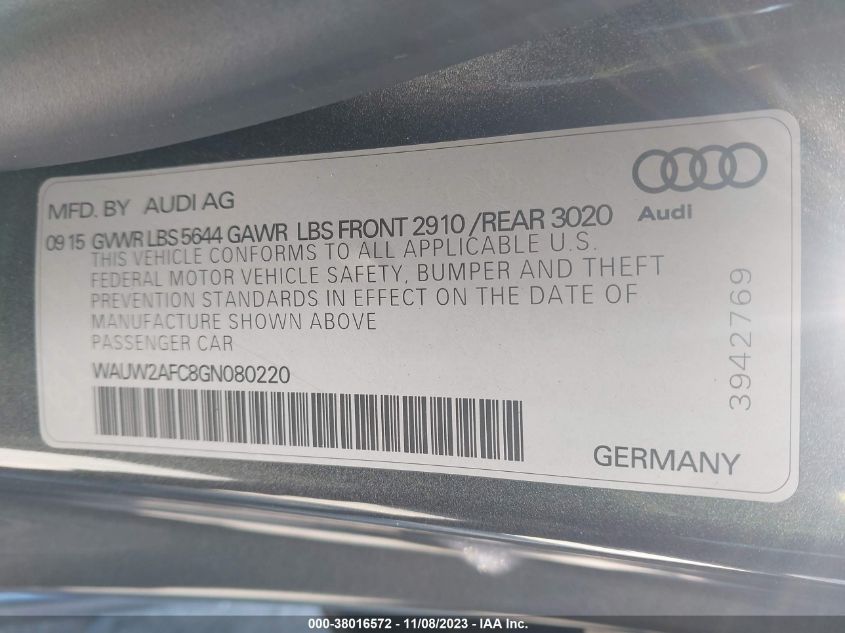 MFD. BY AUDI AG
Audi
09 15 GVWR LBS 5644 GAWR LBS FRONT 2910 / REAR 3020
THIS VEHICLE CONFORMS TO ALL APPLICABLE U.S.
FEDERAL MOTOR VEHICLE SAFETY, BUMPER AND THEFT
PREVENTION STANDARDS IN EFFECT ON THE DATE OF
MANUFACTURE SHOWN ABOVE
PASSENGER CAR
WAUW2AFC8GN080220
3942769
GERMANY
000-38016572 - 11/08/2023 - IAA Inc.